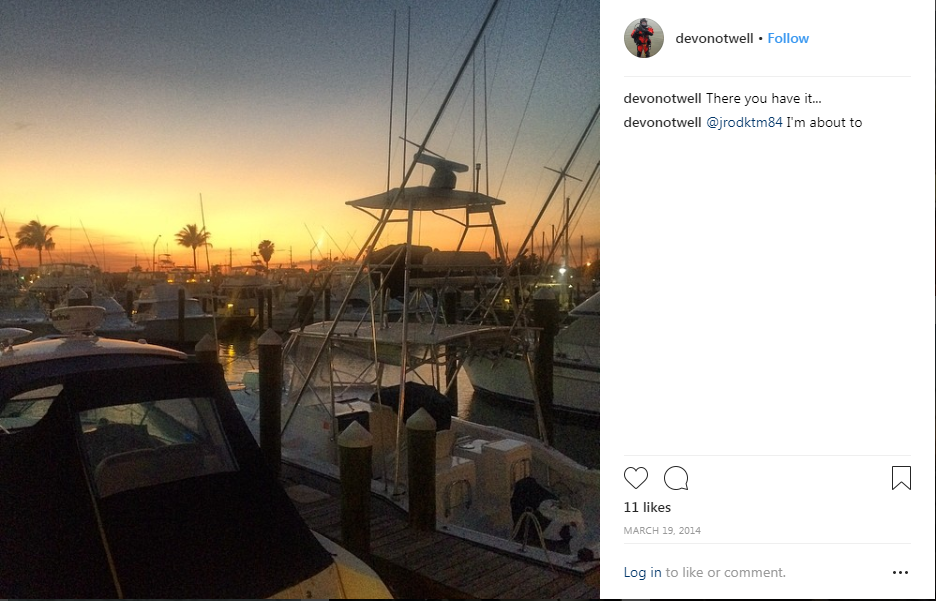 devonotwell • Follow
devonotwell There you have it...
devonotwell @jrodktm84 I'm about to
11 likes
MARCH 19, 2014
Log in to like or comment.